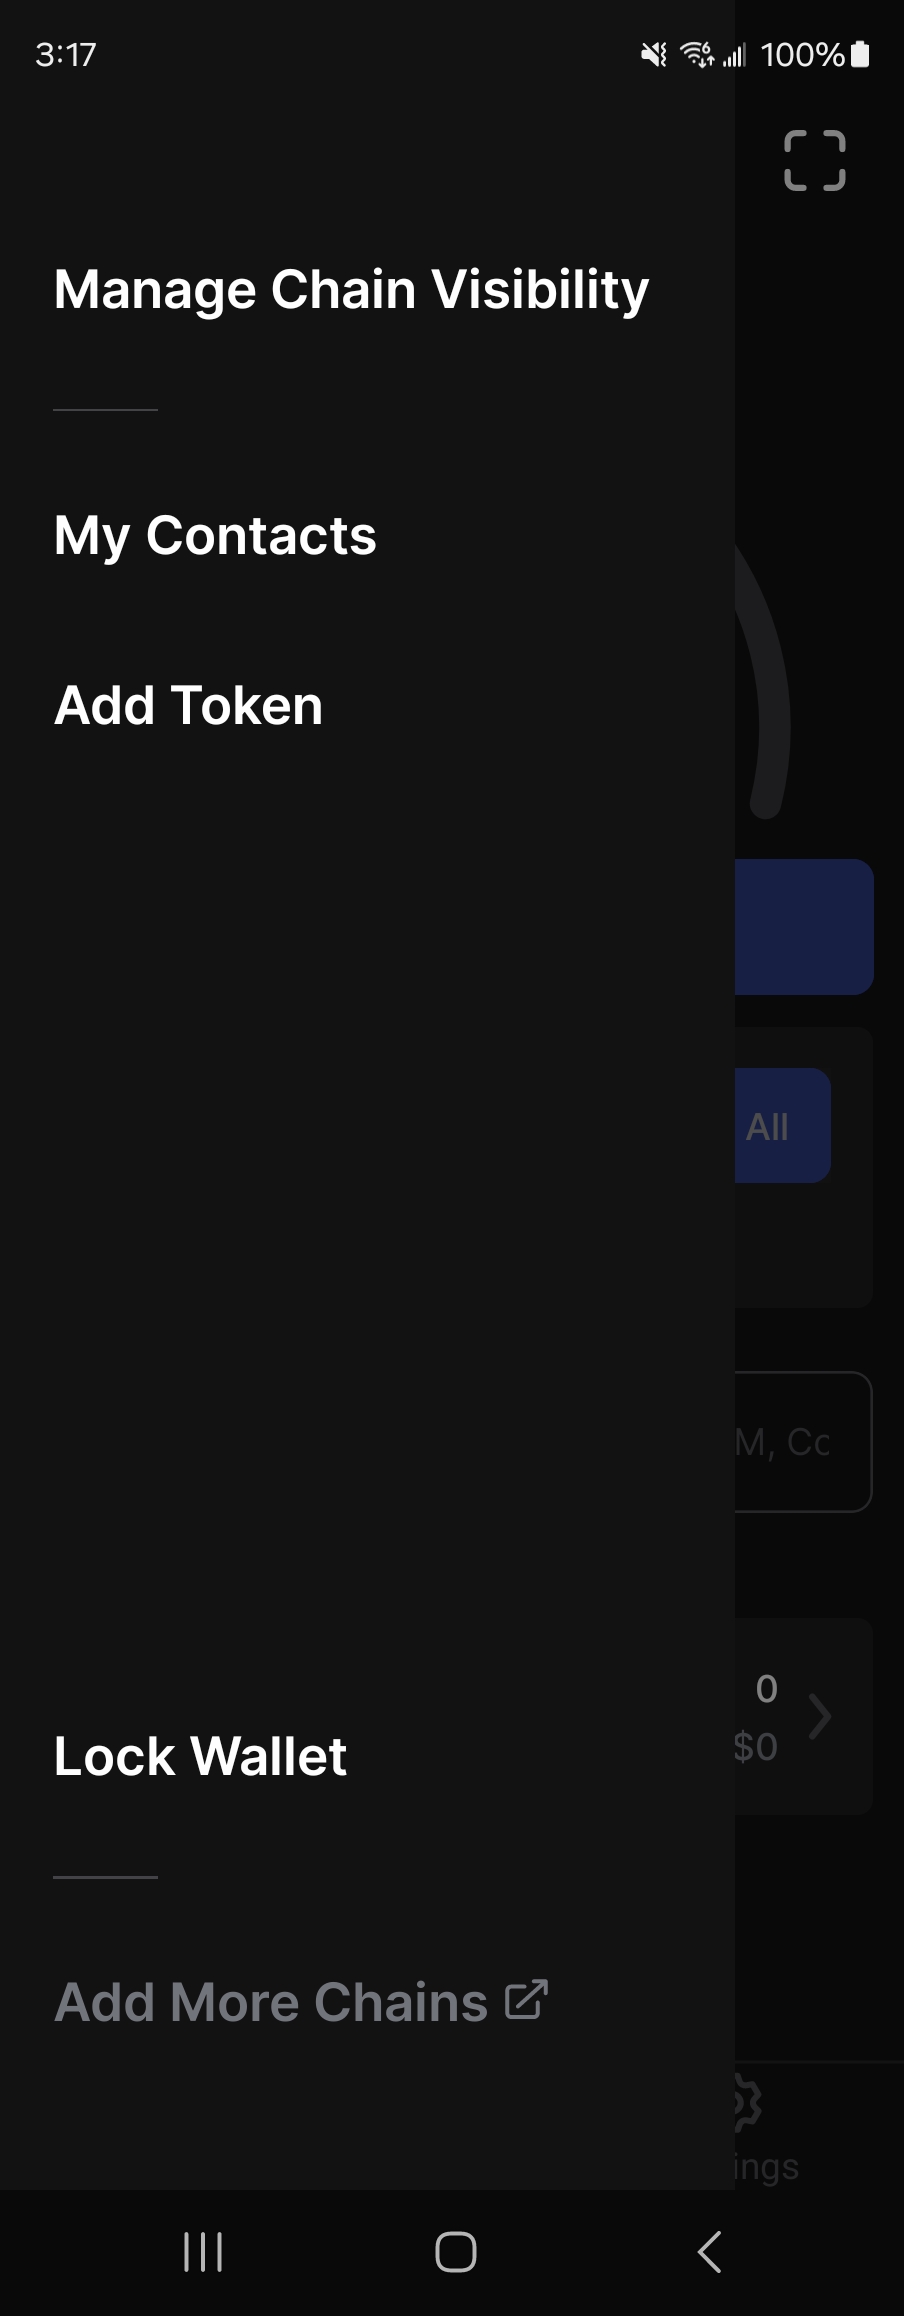 3:17
100%
Manage Chain Visibility
My Contacts
Add Token
All
M, Co
0
$0
Lock Wallet
Add More Chains
ings